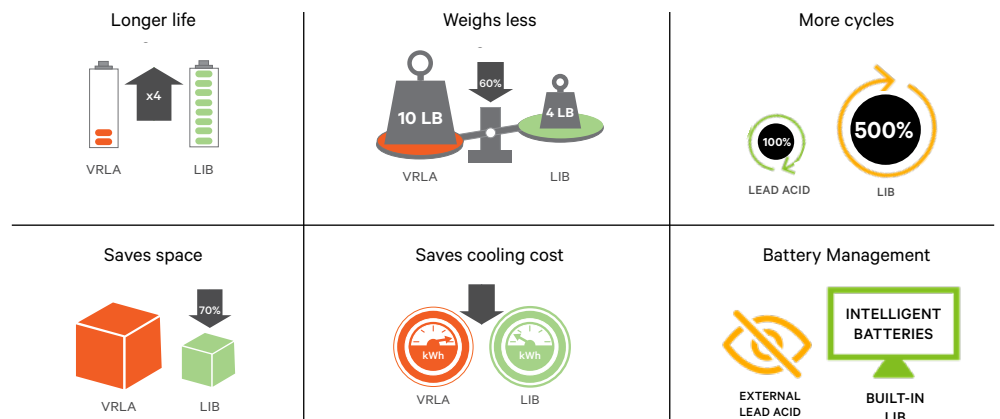 Longer life
x4
VRLA
LIB
Weighs less
60%
10 LB
4 LB
VRLA
LIB
More cycles
100%
500%
LEAD ACID
LIB
Saves space
70%
VRLA
LIB
Saves cooling cost
kWh
kWh
VRLA
LIB
Battery Management
INTELLIGENT
BATTERIES
EXTERNAL
LEAD ACID
BUILT-IN
LIB